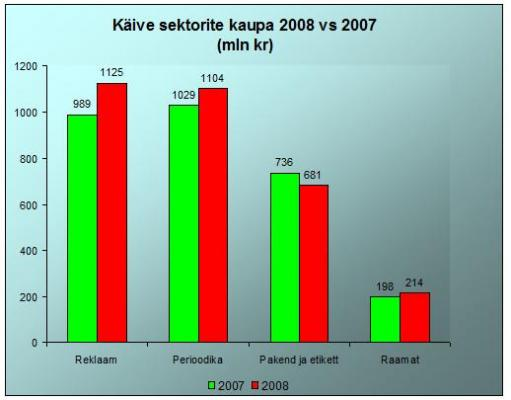 Käive sektorite kaupa 2008 vs 2007
(mln kr)
1200
1000
800
600
400
200
0
989
1125
1029
1104
736
681
198
214
Reklaam
Perioodika
Pakend ja etikett
Raamat
2007
2008